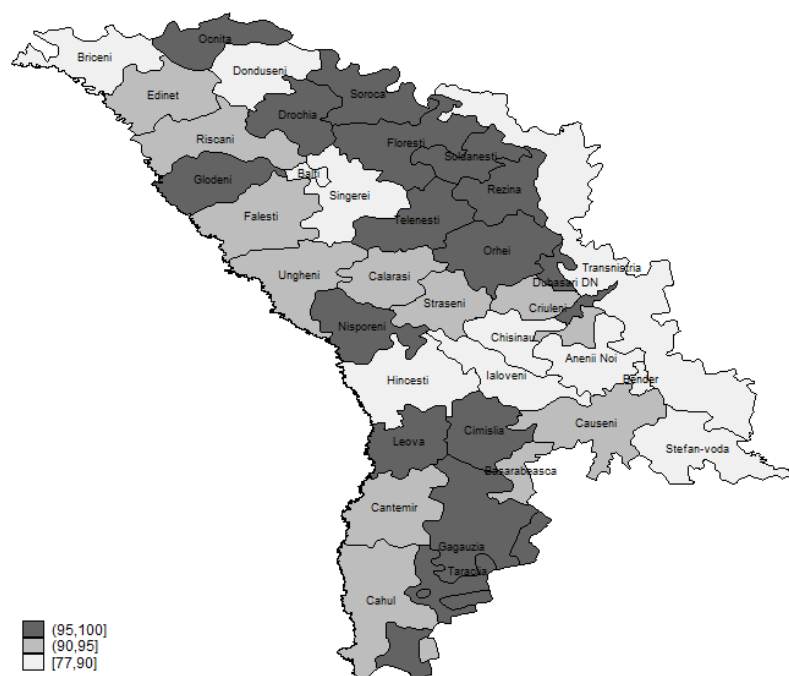 Ocnita
Briceni
Donduseni
Edinet
Soroca
Drochia
Riscani
Floresti
Suldanesti
Balti
Glodeni
Singerei
Rezina
Falesti
Telenesti
Orhei
Transnistria
Ungheni
Calarasi
Dubasari DN
Straseni
Criuleni
Nisporeni
Chisinau
Anenii Noi
Hincesti
Ialoveni
Bender
Causeni
Cimislia
Leova
Stefan-voda
Basarabeasca
Cantemir
Gagauzia
Taraclia
Cahul
(95,100]
(90,95]
[77,90]